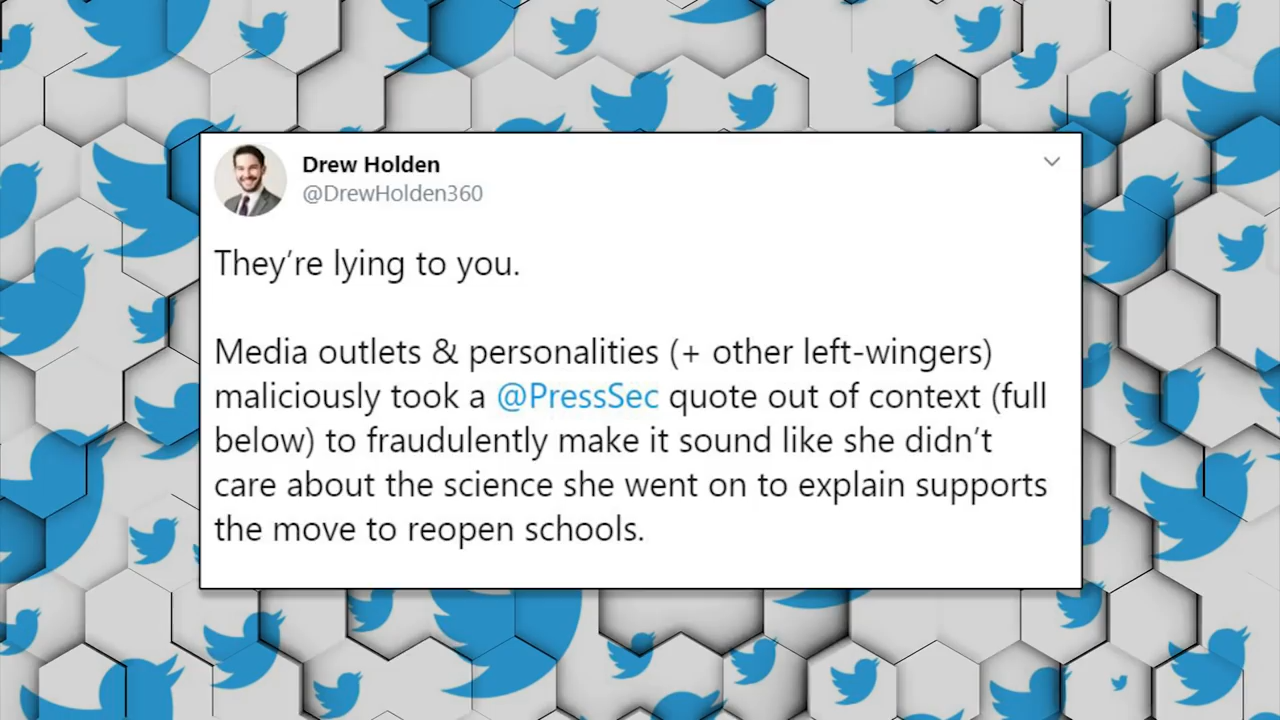 Drew Holden
@DrewHolden360
They’re lying to you.
Media outlets & personalities (+ other left-wingers)
maliciously took a @PressSec quote out of context (full
below) to fraudulently make it sound like she didn’t
care about the science she went on to explain supports
the move to reopen schools.